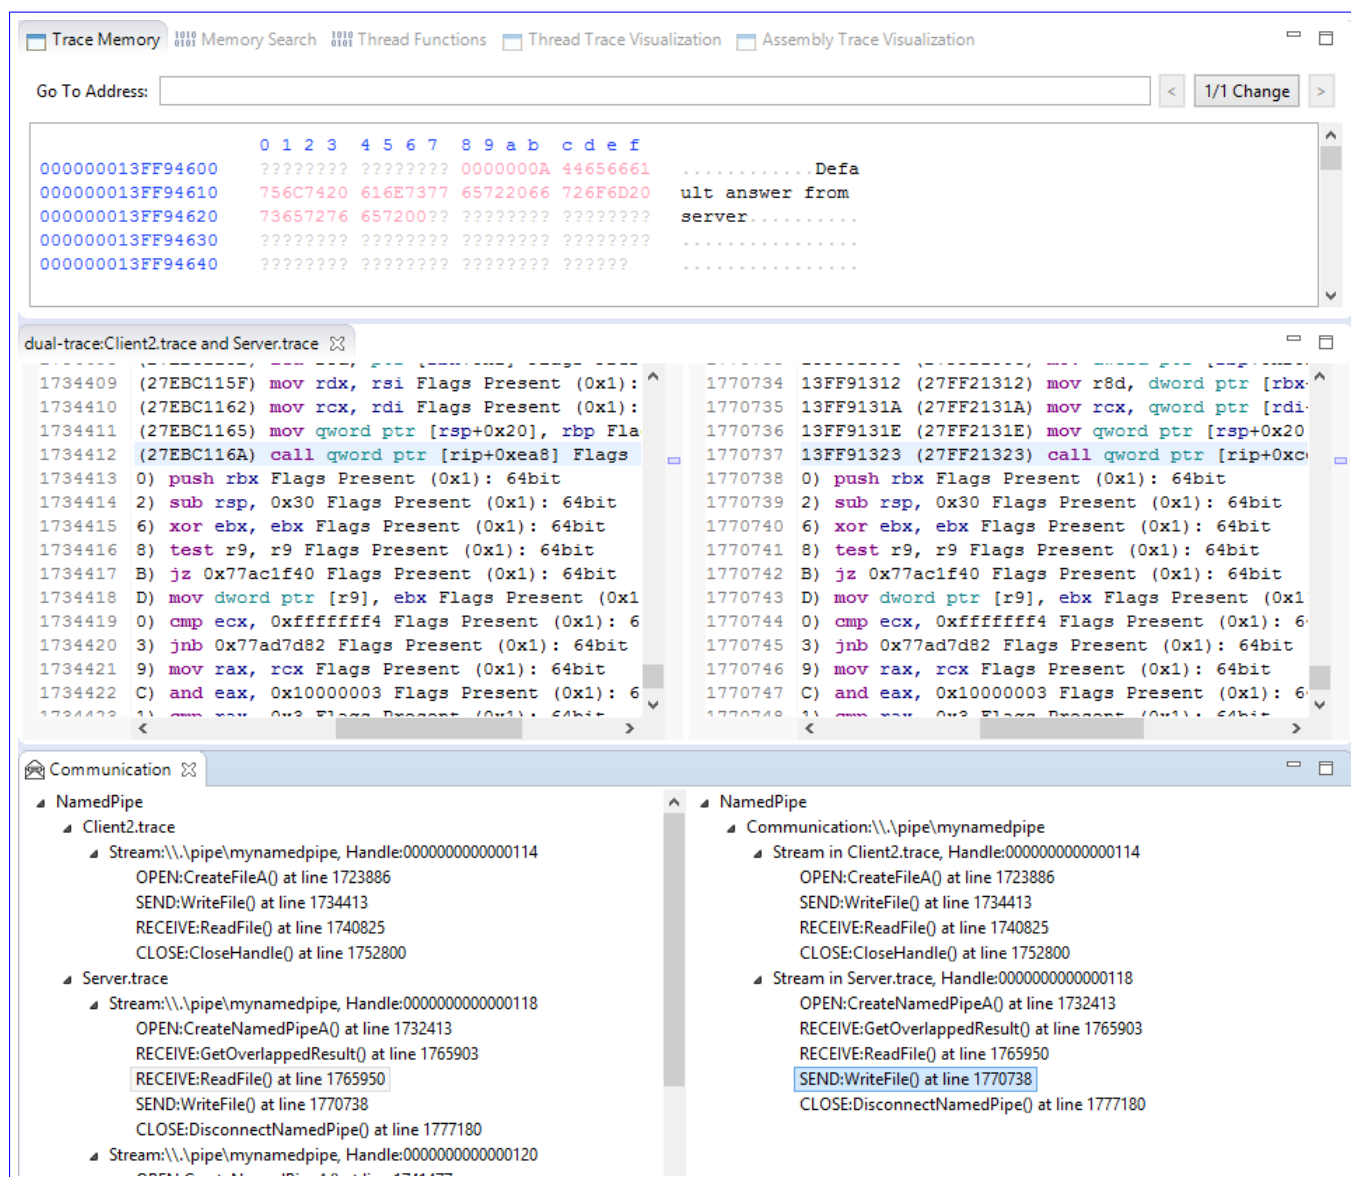 Trace Memory Memory Search Thread Functions Thread Trace Visualization Assembly Trace Visualization
Go To Address: < 1/1 Change >
0 1 2 3 4 5 6 7 8 9 a b c d e f
000000013FF94600 ???????? ???????? 0000000A 44656661 ............Defa
000000013FF94610 756C7420 616E7377 65722066 726F6D20 ult answer from
000000013FF94620 73657276 657200?? ???????? ???????? server..........
000000013FF94630 ???????? ???????? ???????? ???????? ................
000000013FF94640 ???????? ???????? ???????? ?????? ................
dual-trace:Client2.trace and Server.trace
1734409 (27EBC115F) mov rdx, rsi Flags Present (0x1):
1734410 (27EBC1162) mov rcx, rdi Flags Present (0x1):
1734411 (27EBC1165) mov qword ptr [rsp+0x20], rbp Fla
1734412 (27EBC116A) call qword ptr [rip+0xea8] Flags
1734413 0) push rbx Flags Present (0x1): 64bit
1734414 2) sub rsp, 0x30 Flags Present (0x1): 64bit
1734415 6) xor ebx, ebx Flags Present (0x1): 64bit
1734416 8) test r9, r9 Flags Present (0x1): 64bit
1734417 B) jz 0x77ac1f40 Flags Present (0x1): 64bit
1734418 D) mov dword ptr [r9], ebx Flags Present (0x1
1734419 0) cmp ecx, 0xfffffff4 Flags Present (0x1): 6
1734420 3) jnb 0x77ad7d82 Flags Present (0x1): 64bit
1734421 9) mov rax, rcx Flags Present (0x1): 64bit
1734422 C) and eax, 0x10000003 Flags Present (0x1): 6
1734423 1) cmp rax, 0x3 Flags Present (0x1): 64bit
1770734 13FF91312 (27FF21312) mov r8d, dword ptr [rbx-
1770735 13FF9131A (27FF2131A) mov rcx, qword ptr [rdi-
1770736 13FF9131E (27FF2131E) mov qword ptr [rsp+0x20
1770737 13FF91323 (27FF21323) call qword ptr [rip+0xc
1770738 0) push rbx Flags Present (0x1): 64bit
1770739 2) sub rsp, 0x30 Flags Present (0x1): 64bit
1770740 6) xor ebx, ebx Flags Present (0x1): 64bit
1770741 8) test r9, r9 Flags Present (0x1): 64bit
1770742 B) jz 0x77ac1f40 Flags Present (0x1): 64bit
1770743 D) mov dword ptr [r9], ebx Flags Present (0x1
1770744 0) cmp ecx, 0xfffffff4 Flags Present (0x1): 6
1770745 3) jnb 0x77ad7d82 Flags Present (0x1): 64bit
1770746 9) mov rax, rcx Flags Present (0x1): 64bit
1770747 C) and eax, 0x10000003 Flags Present (0x1): 6
1770748 1) cmp rax, 0x3 Flags Present (0x1): 64bit
Communication
NamedPipe
Client2.trace
Stream:\\.\pipe\mynamedpipe, Handle:0000000000000114
OPEN:CreateFileA() at line 1723886
SEND:WriteFile() at line 1734413
RECEIVE:ReadFile() at line 1740825
CLOSE:CloseHandle() at line 1752800
Server.trace
Stream:\\.\pipe\mynamedpipe, Handle:0000000000000118
OPEN:CreateNamedPipeA() at line 1732413
RECEIVE:GetOverlappedResult() at line 1765903
RECEIVE:ReadFile() at line 1765950
SEND:WriteFile() at line 1770738
CLOSE:DisconnectNamedPipe() at line 1777180
Stream:\\.\pipe\mynamedpipe, Handle:0000000000000120
NamedPipe
Communication:\\.\pipe\mynamedpipe
Stream in Client2.trace, Handle:0000000000000114
OPEN:CreateFileA() at line 1723886
SEND:WriteFile() at line 1734413
RECEIVE:ReadFile() at line 1740825
CLOSE:CloseHandle() at line 1752800
Stream in Server.trace, Handle:0000000000000118
OPEN:CreateNamedPipeA() at line 1732413
RECEIVE:GetOverlappedResult() at line 1765903
RECEIVE:ReadFile() at line 1765950
SEND:WriteFile() at line 1770738
CLOSE:DisconnectNamedPipe() at line 1777180